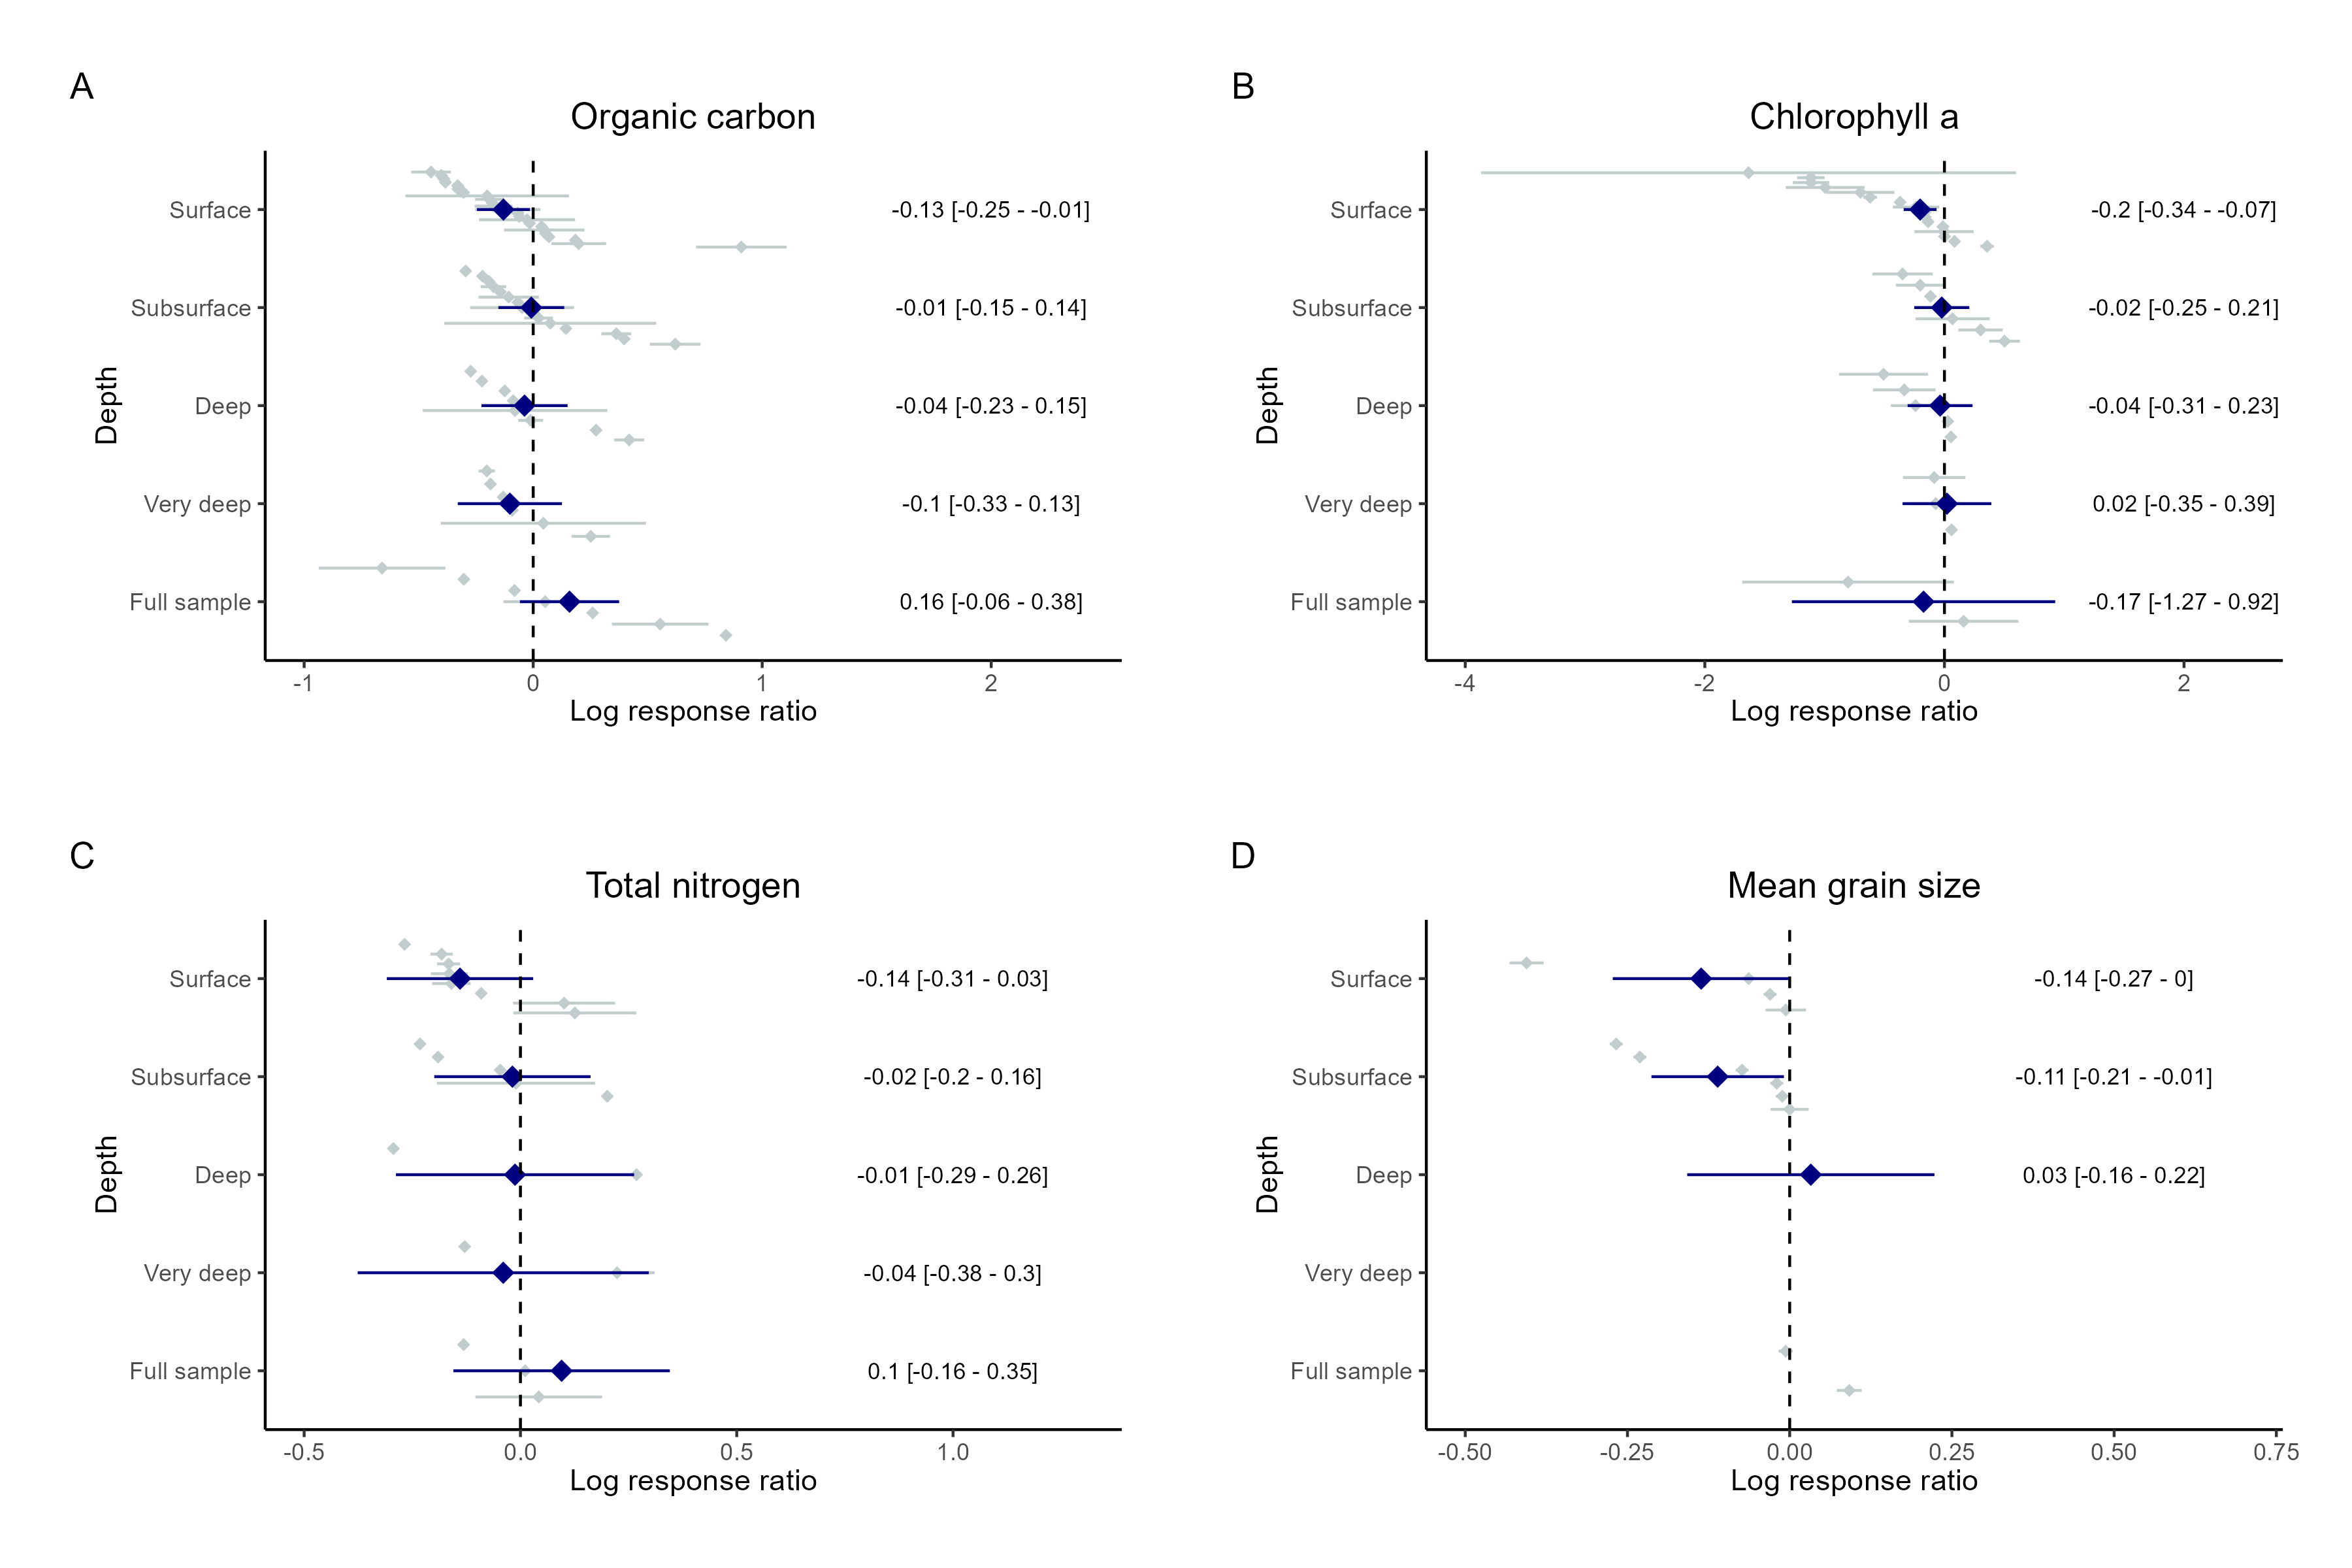 A
Organic carbon
Depth
Surface
-0.13 [-0.25 - -0.01]
Subsurface
-0.01 [-0.15 - 0.14]
Deep
-0.04 [-0.23 - 0.15]
Very deep
-0.1 [-0.33 - 0.13]
Full sample
0.16 [-0.06 - 0.38]
-1 0 1 2
Log response ratio
B
Chlorophyll a
Depth
Surface
-0.2 [-0.34 - -0.07]
Subsurface
-0.02 [-0.25 - 0.21]
Deep
-0.04 [-0.31 - 0.23]
Very deep
0.02 [-0.35 - 0.39]
Full sample
-0.17 [-1.27 - 0.92]
-4 -2 0 2
Log response ratio
C
Total nitrogen
Depth
Surface
-0.14 [-0.31 - 0.03]
Subsurface
-0.02 [-0.2 - 0.16]
Deep
-0.01 [-0.29 - 0.26]
Very deep
-0.04 [-0.38 - 0.3]
Full sample
0.1 [-0.16 - 0.35]
-0.5 0.0 0.5 1.0
Log response ratio
D
Mean grain size
Depth
Surface
-0.14 [-0.27 - 0]
Subsurface
-0.11 [-0.21 - -0.01]
Deep
0.03 [-0.16 - 0.22]
Very deep
Full sample
-0.50 -0.25 0.00 0.25 0.50 0.75
Log response ratio